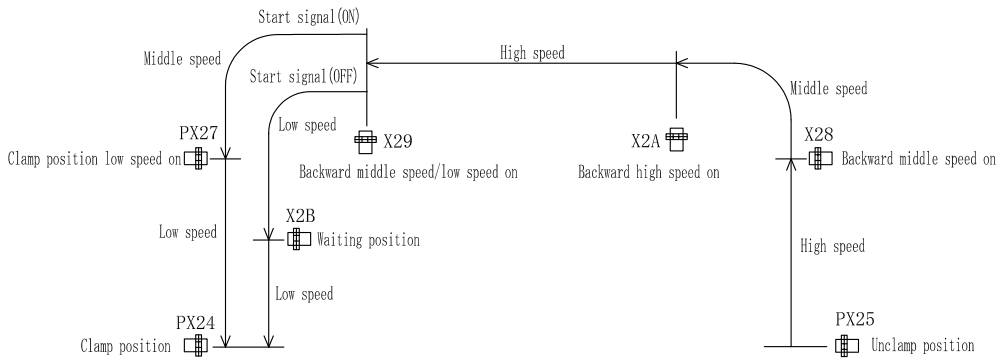 Start signal(ON)
Middle speed
High speed
Start signal(OFF)
Middle speed
Low speed
PX27
X29
X2A
X28
Clamp position low speed on
Backward middle speed on
Backward middle speed/low speed on
Backward high speed on
X2B
Low speed
Waiting position
High speed
Low speed
PX24
PX25
Clamp position
Unclamp position